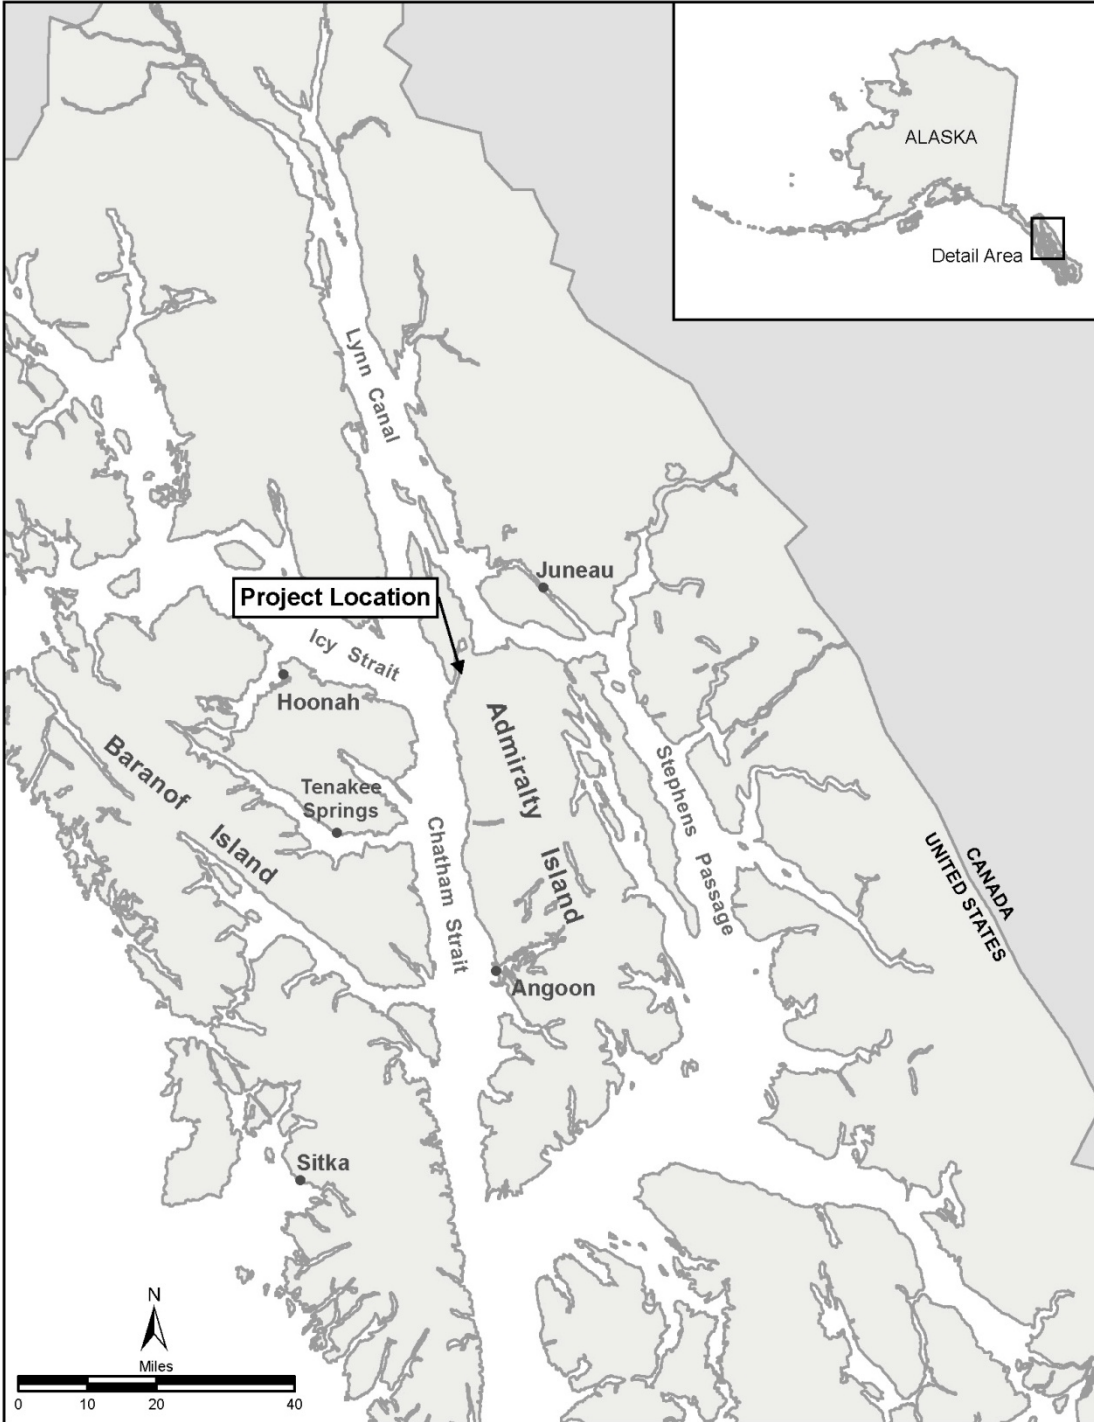 ALASKA
Detail Area
Lynn Canal
Juneau
Project Location
Icy Strait
Hoonah
Admiralty Island
Baranof Island
Tenakee
Springs
Stephens Passage
Chatham Strait
CANADA
UNITED STATES
Angoon
Sitka
N
Miles
0 10 20 40